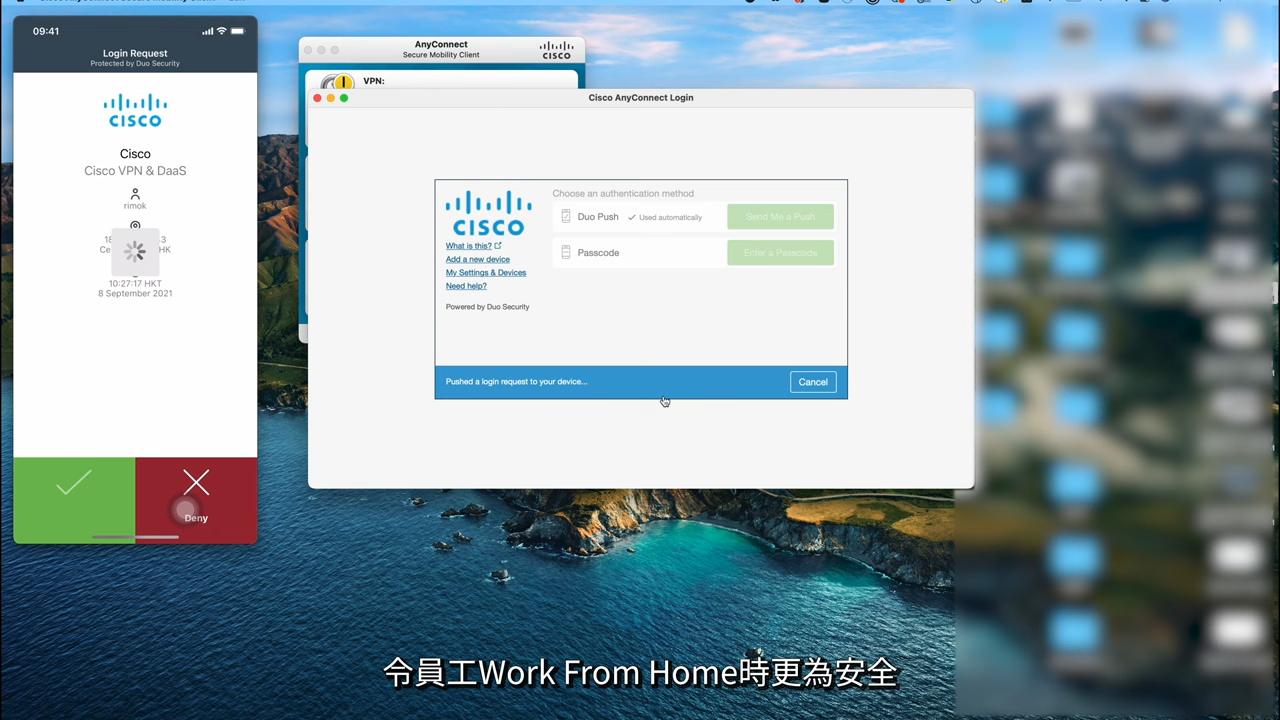 09:41
Login Request
Protected by Duo Security
CISCO
Cisco
Cisco VPN & DaaS
rimok
10:27:17 HKT
8 September 2021
Deny
AnyConnect
Secure Mobility Client
CISCO
VPN:
Cisco AnyConnect Login
CISCO
What is this?
Add a new device
My Settings & Devices
Need help?
Powered by Duo Security
Choose an authentication method
Duo Push
Used automatically
Send Me a Push
Passcode
Enter a Passcode
Pushed a login request to your device...
Cancel
令員工Work From Home時更為安全